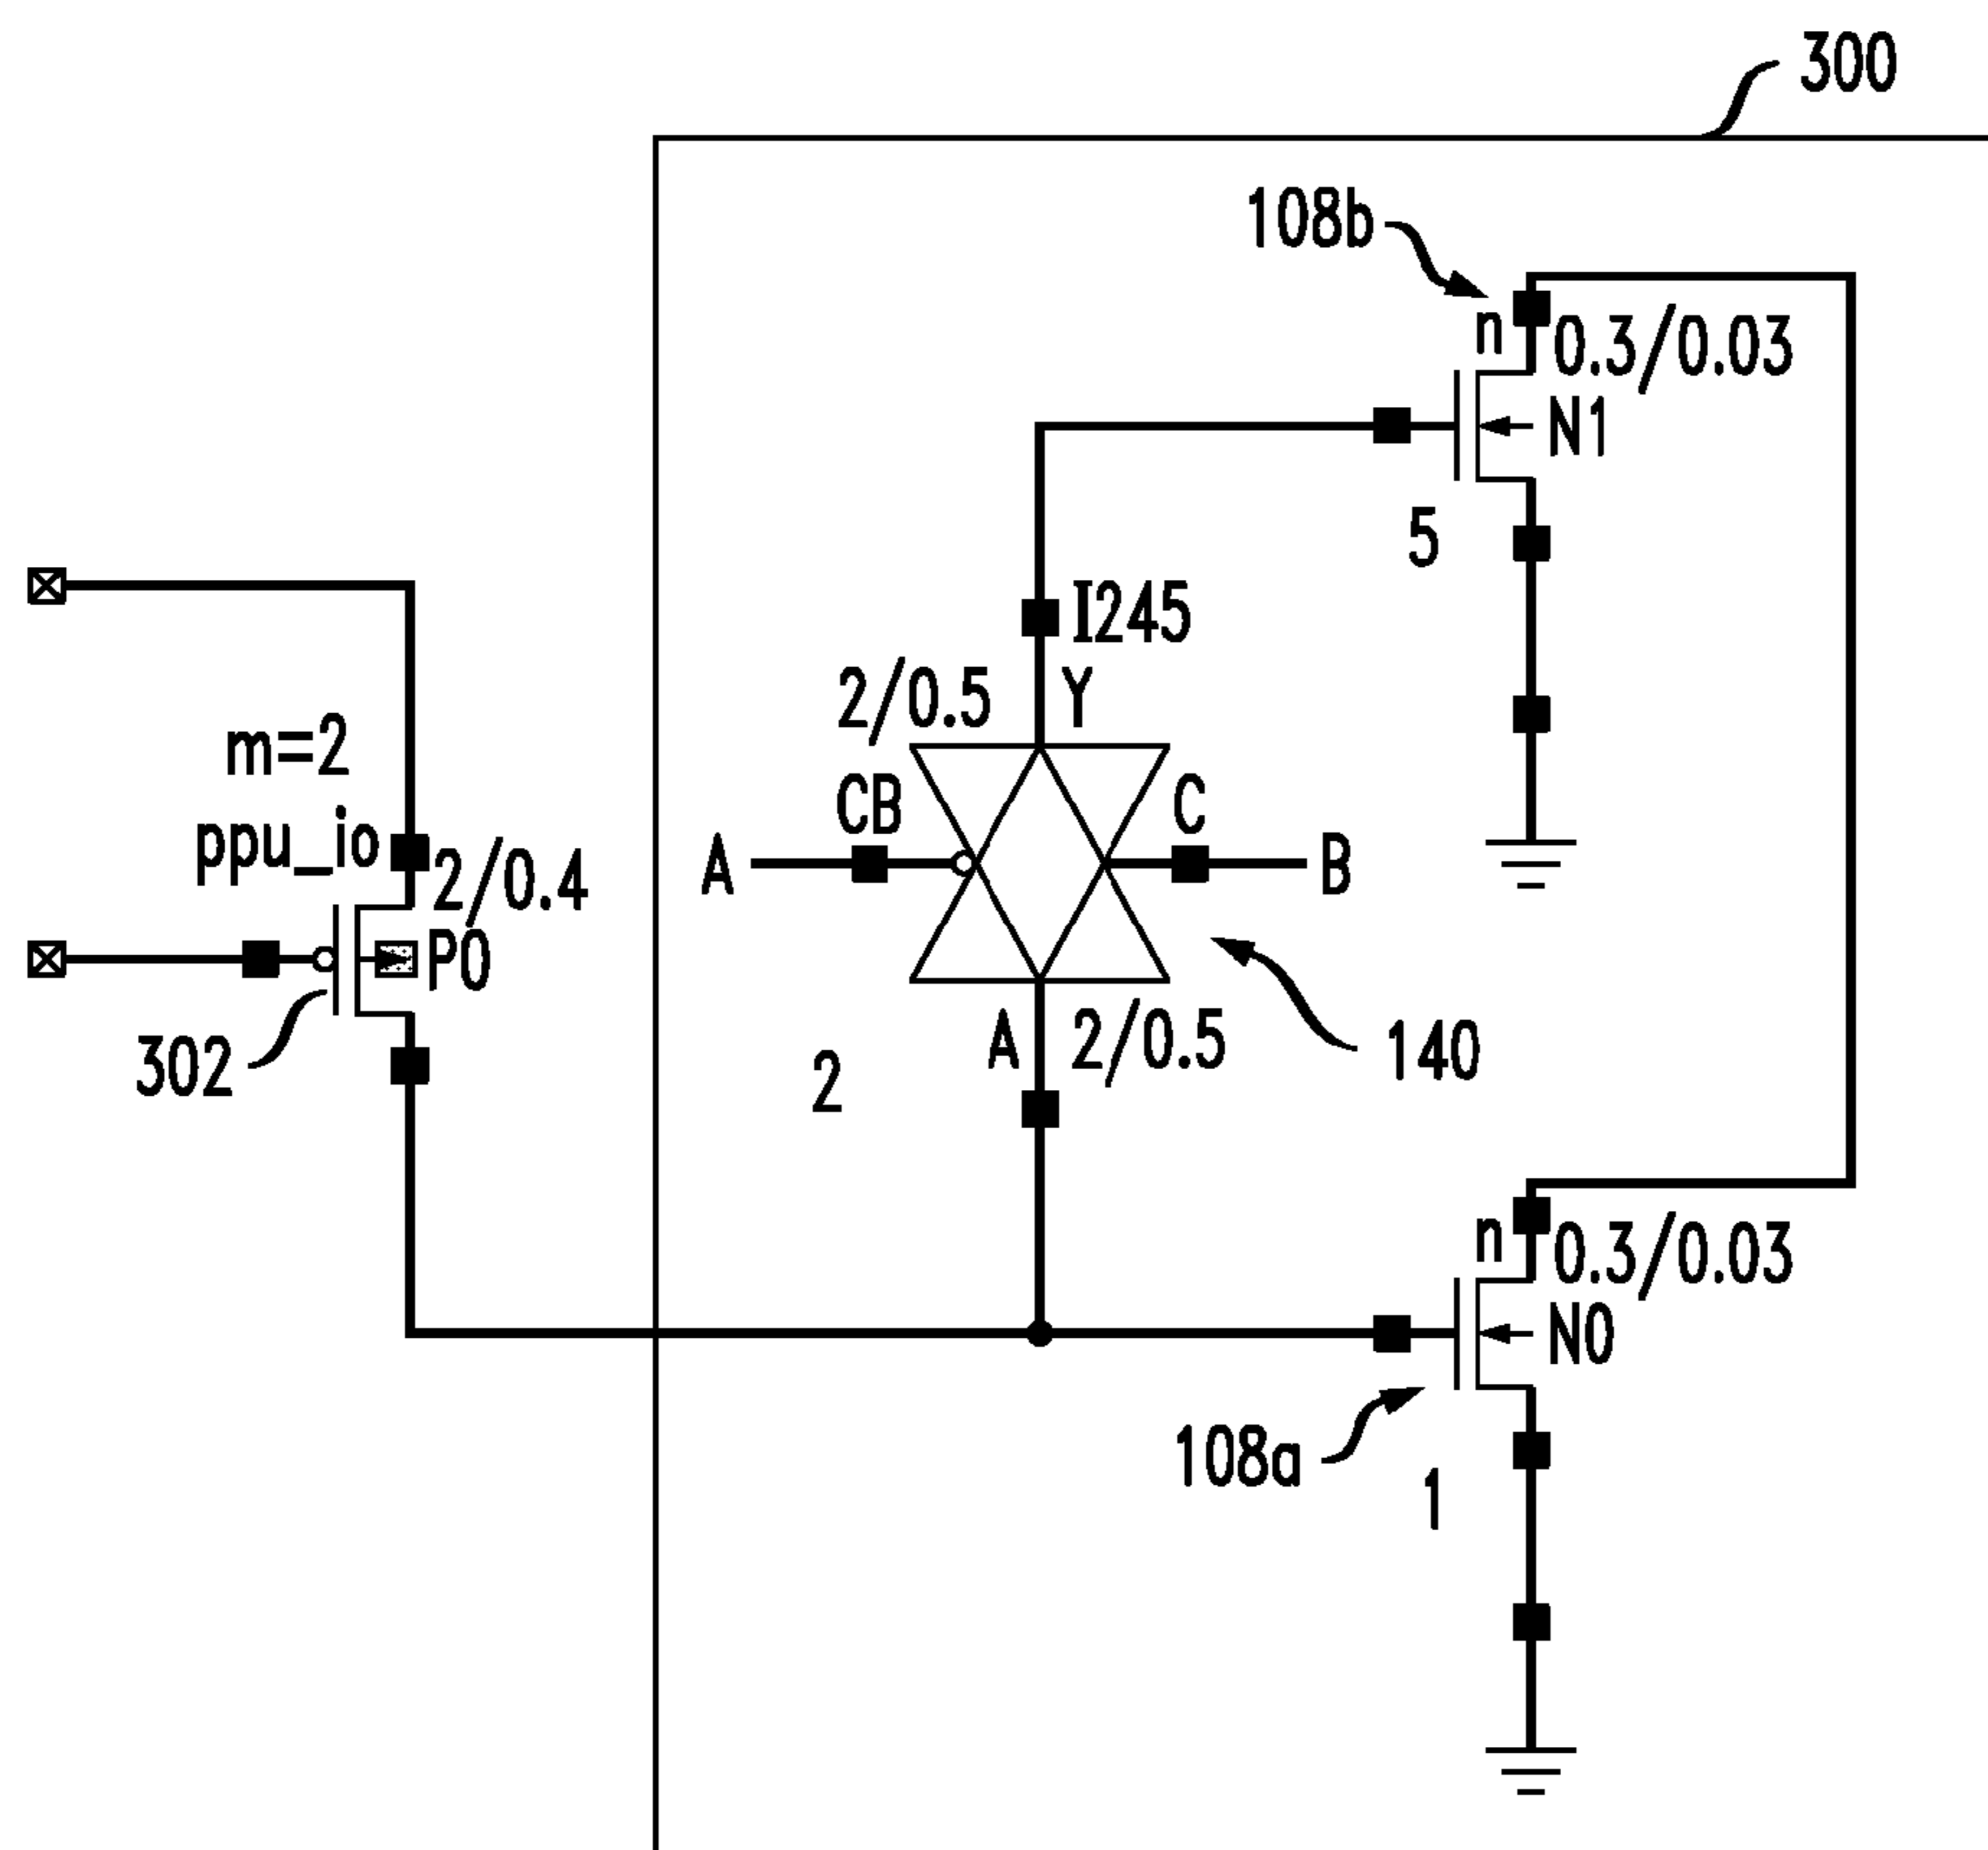 300
108b
n
0.3/0.03
N1
5
I245
2/0.5
Y
m=2
CB
C
ppu_io
A
B
2/0.4
P0
302
A
2/0.5
140
2
n
0.3/0.03
N0
108a
1